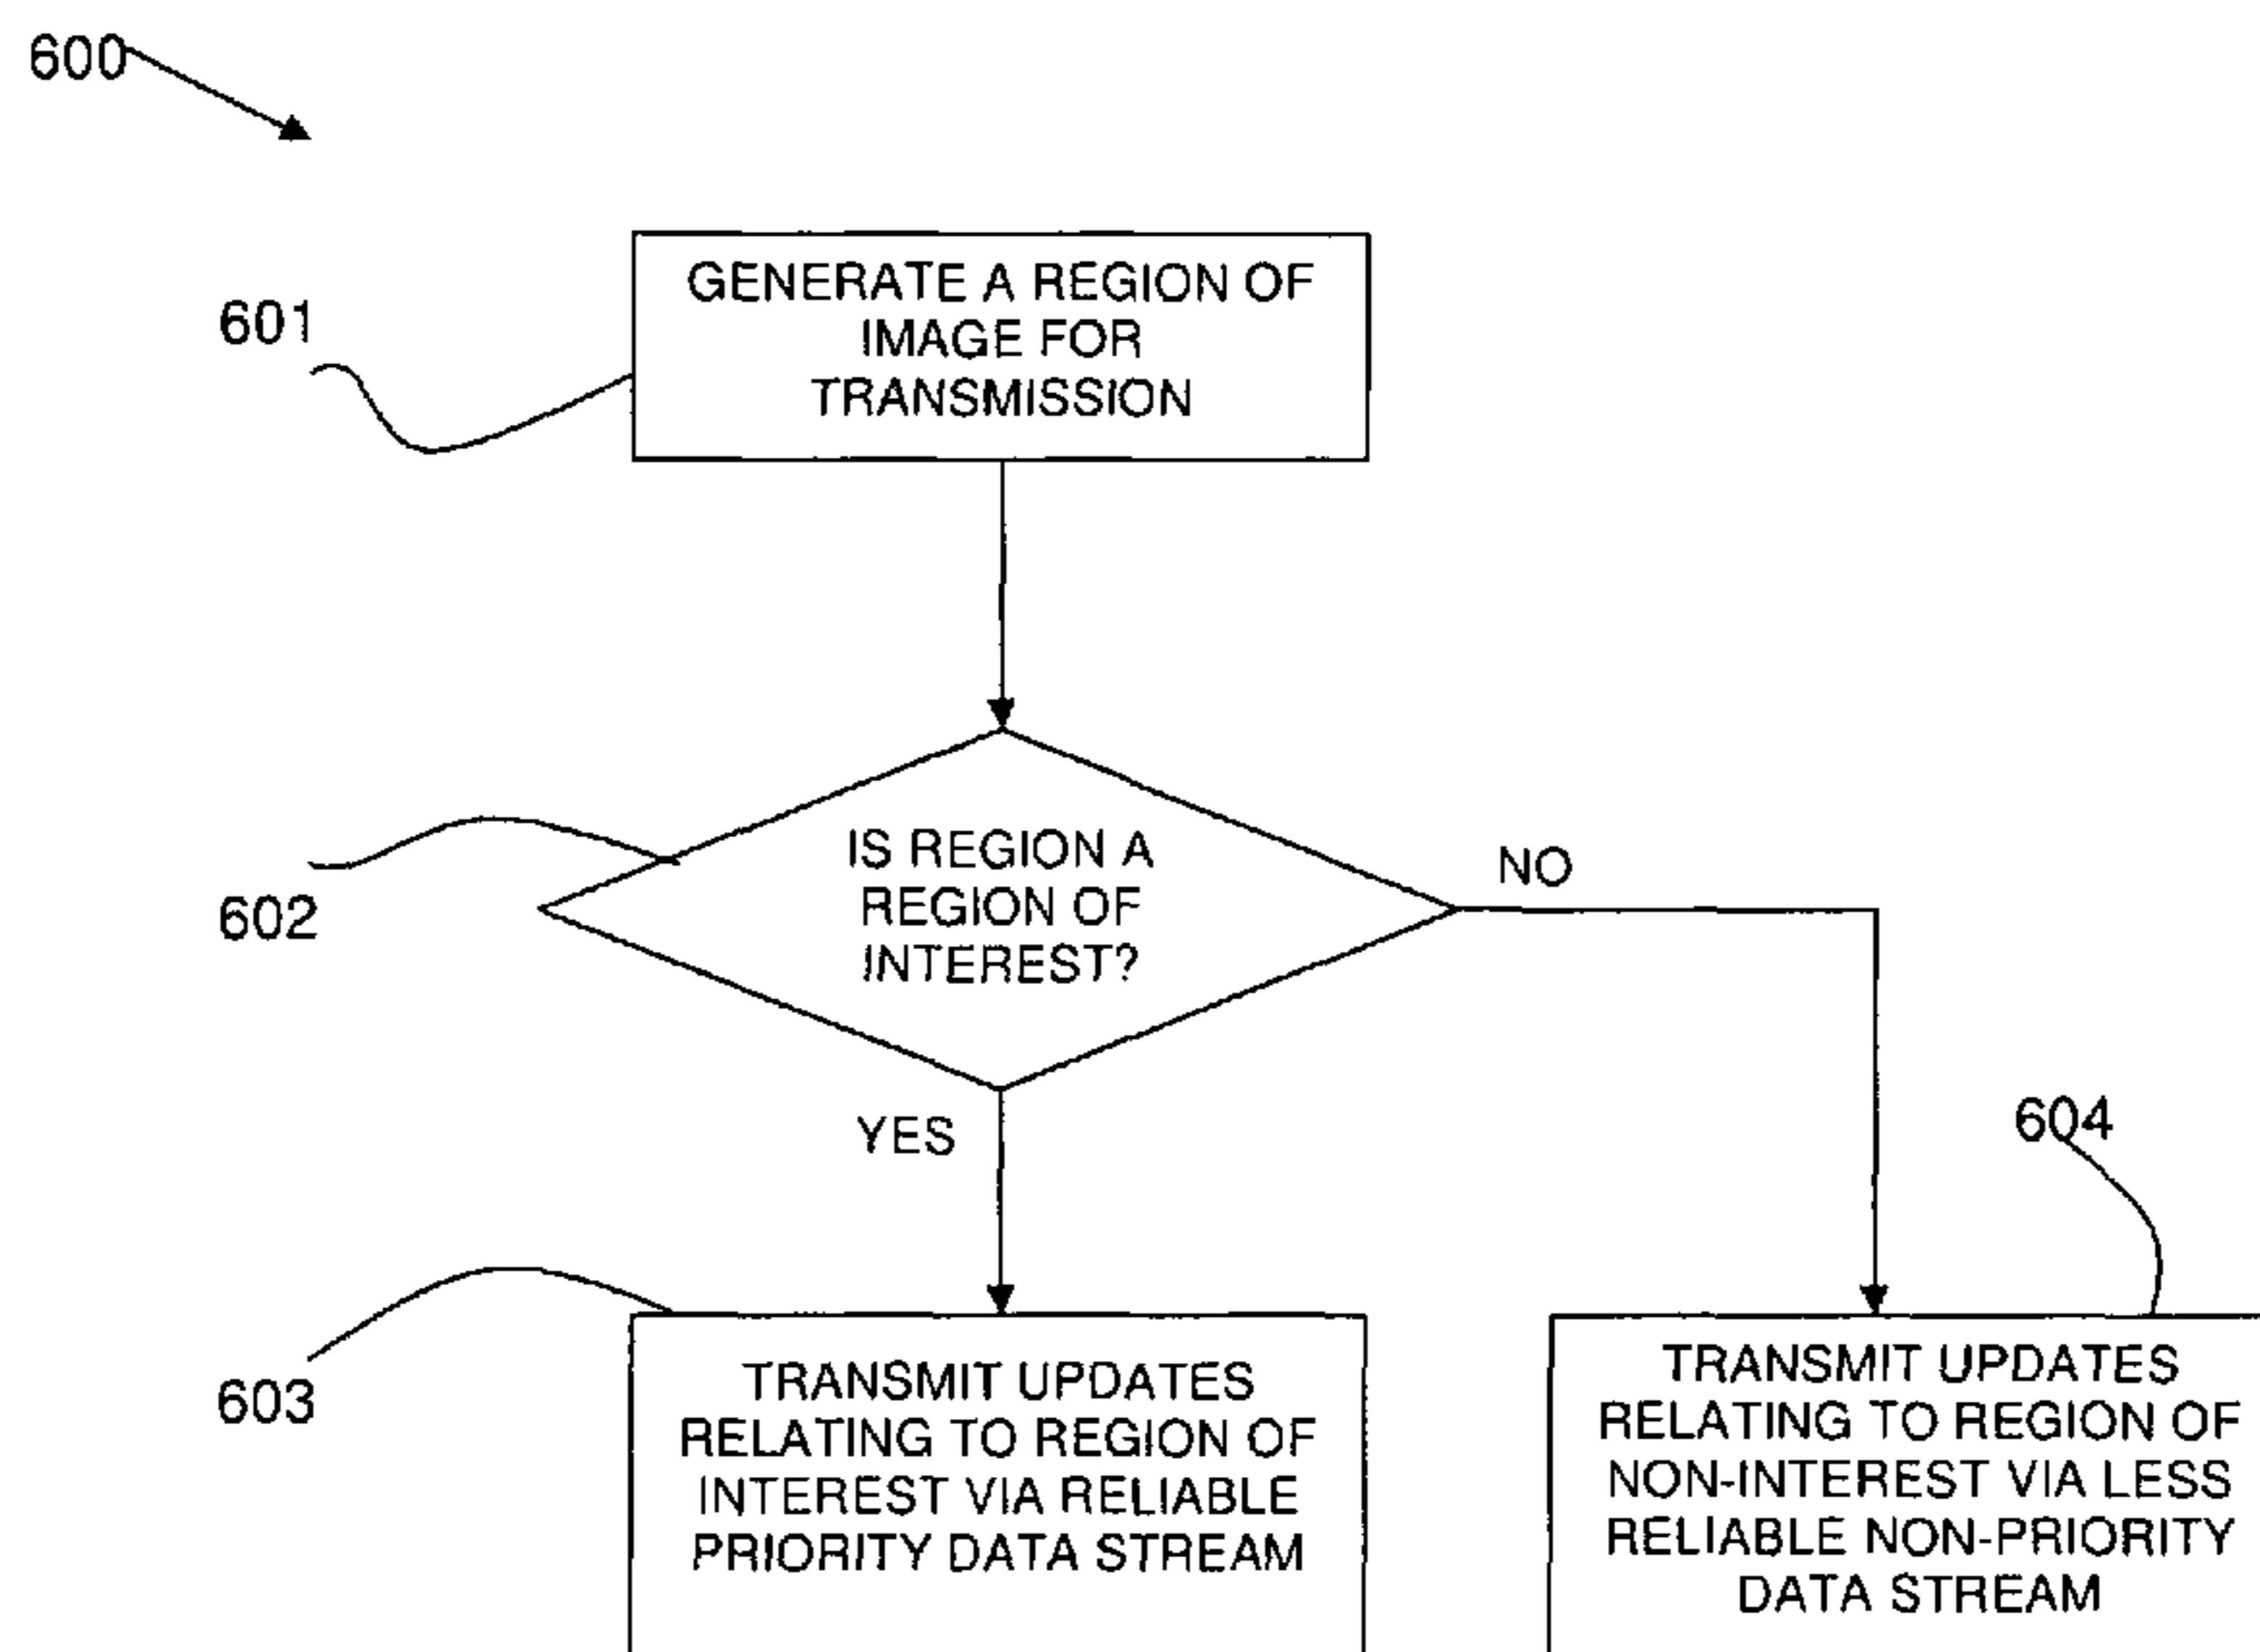 600
601
GENERATE A REGION OF
IMAGE FOR
TRANSMISSION
602
IS REGION A
REGION OF
INTEREST?
NO
YES
603
TRANSMIT UPDATES
RELATING TO REGION OF
INTEREST VIA RELIABLE
PRIORITY DATA STREAM
604
TRANSMIT UPDATES
RELATING TO REGION OF
NON-INTEREST VIA LESS
RELIABLE NON-PRIORITY
DATA STREAM